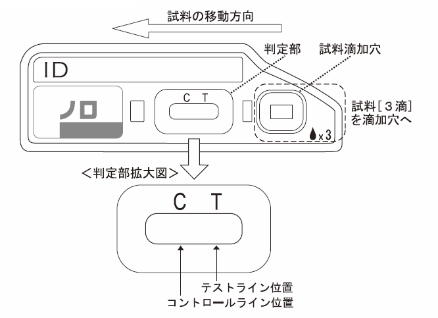 試料の移動方向
判定部
試料滴加穴
ID
C T
ノロ
試料[3滴]
を滴加穴へ
x3
<判定部拡大図>
C T
テストライン位置
コントロールライン位置